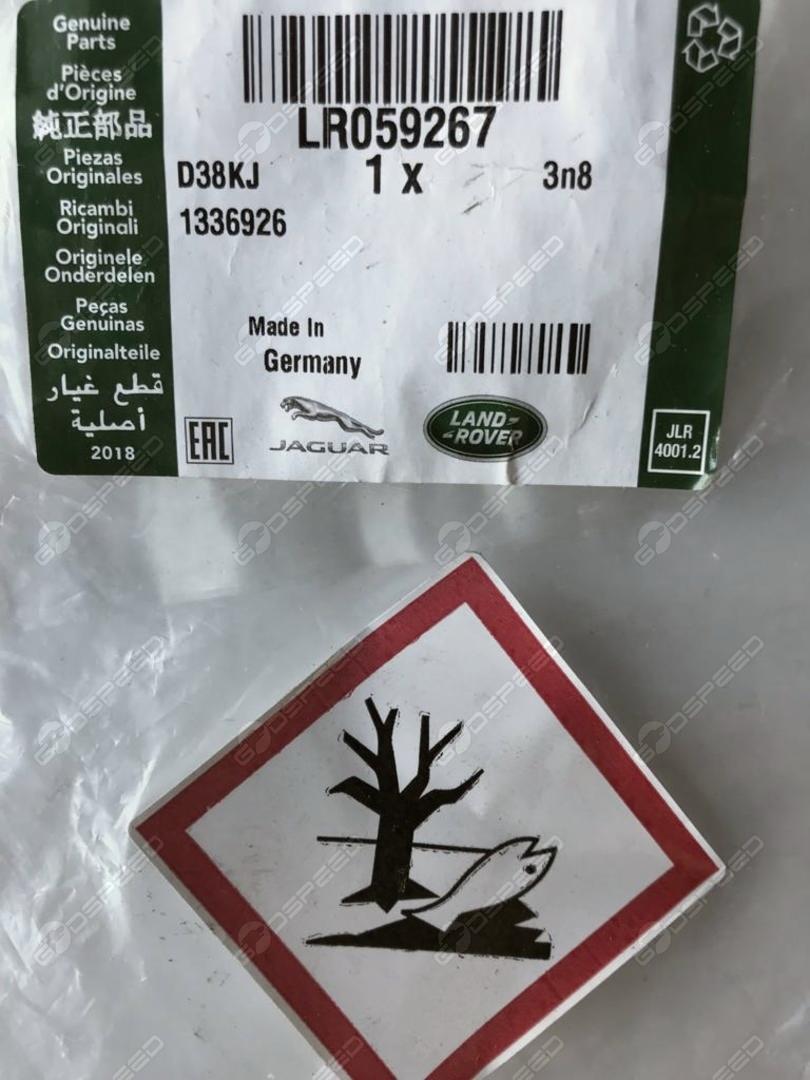 Genuine
Parts
Pièces
d'Origine
純正部品
Piezas
Originales
Ricambi
Originali
Originele
Onderdelen
Peças
Genuinas
Originalteile
قطع غيار
أصلية
2018
LR059267
D38KJ 1 x 3n8
1336926
Made In
Germany
EAC
JAGUAR
LAND-
-ROVER
JLR
4001.2
GODSPEED